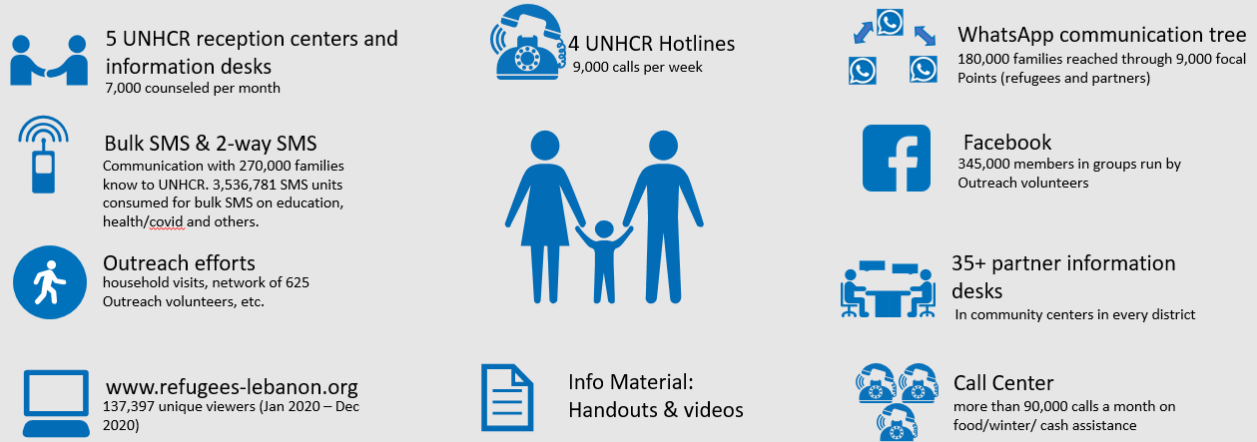 5 UNHCR reception centers and
information desks
7,000 counseled per month
4 UNHCR Hotlines
9,000 calls per week
WhatsApp communication tree
180,000 families reached through 9,000 focal
Points (refugees and partners)
Bulk SMS & 2-way SMS
Communication with 270,000 families
know to UNHCR. 3,536,781 SMS units
consumed for bulk SMS on education,
health/covid and others.
Facebook
345,000 members in groups run by
Outreach volunteers
Outreach efforts
household visits, network of 625
Outreach volunteers, etc.
35+ partner information
desks
In community centers in every district
www.refugees-lebanon.org
137,397 unique viewers (Jan 2020 – Dec
2020)
Info Material:
Handouts & videos
Call Center
more than 90,000 calls a month on
food/winter/ cash assistance